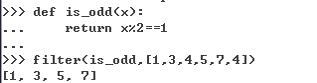 >>> def is_odd(x):
...     return x%2==1
...
>>> filter(is_odd,[1,3,4,5,7,4])
[1, 3, 5, 7]